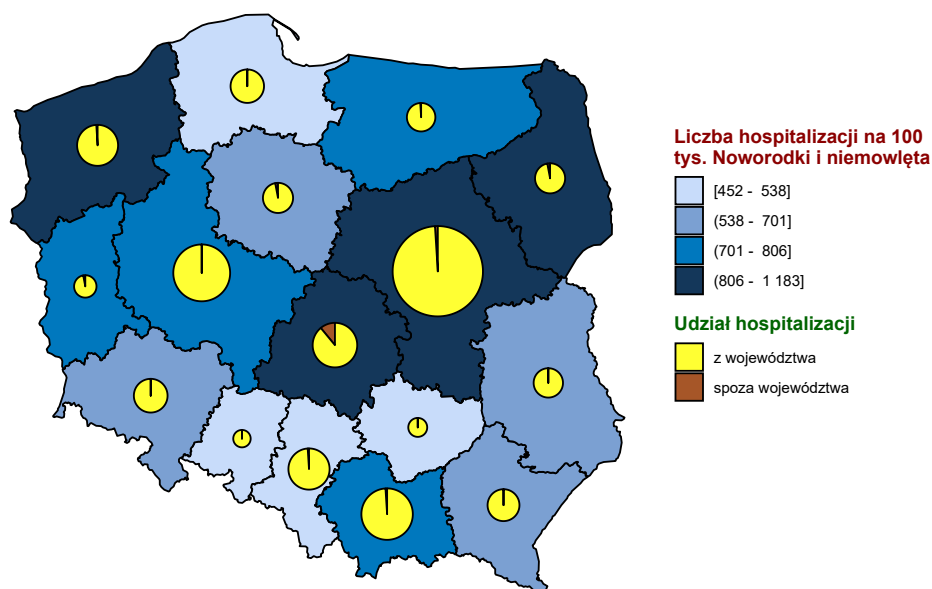 Liczba hospitalizacji na 100
tys. Noworodki i niemowlęta
[452 - 538]
(538 - 701]
(701 - 806]
(806 - 1 183]
Udział hospitalizacji
z województwa
spoza województwa